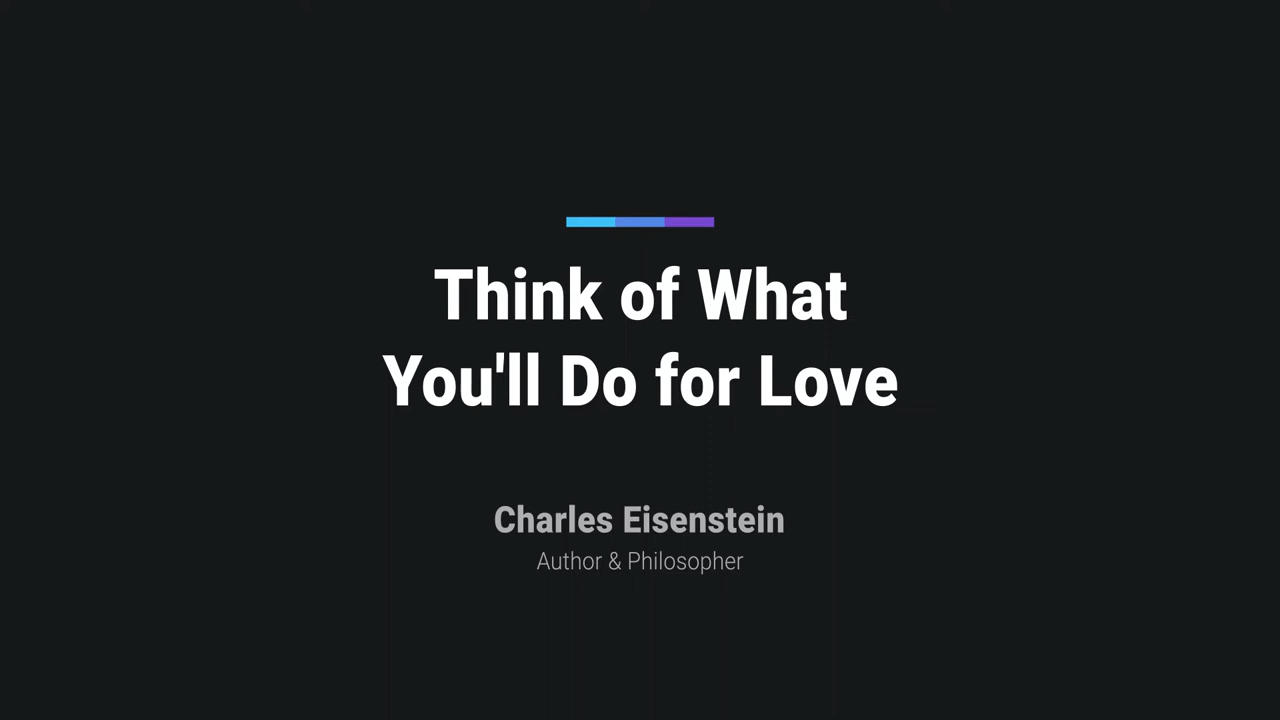 Think of What
You'll Do for Love
Charles Eisenstein
Author & Philosopher